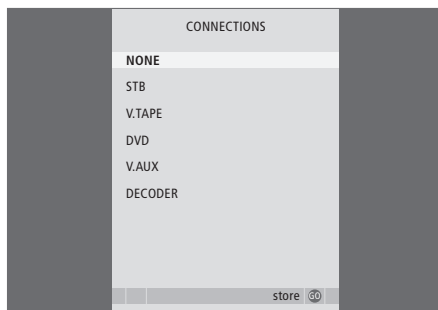 CONNECTIONS
NONE
STB
V.TAPE
DVD
V.AUX
DECODER
store GO